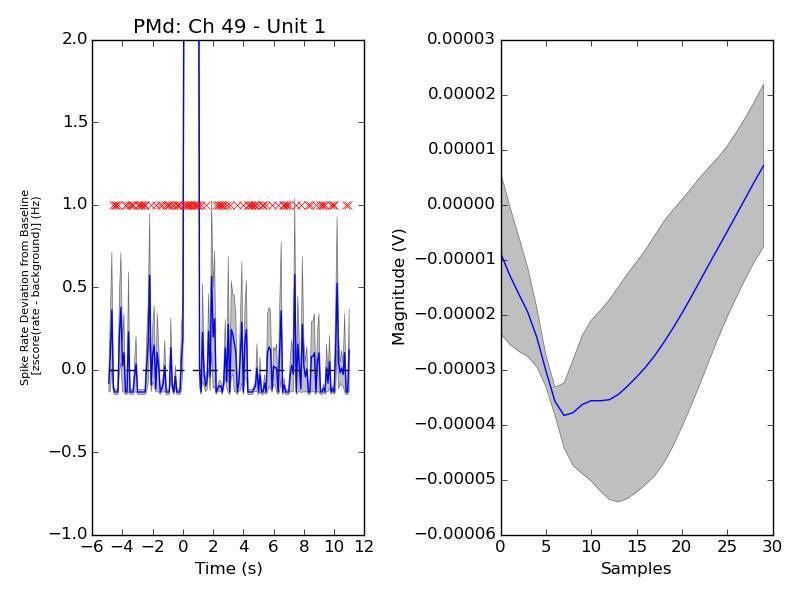 PMd: Ch 49 - Unit 1
2.0
1.5
1.0
0.5
0.0
−0.5
−1.0
−6 −4 −2 0 2 4 6 8 10 12
Time (s)
Spike Rate Deviation from Baseline
[zscore(rate - background)] (Hz)
0.00003
0.00002
0.00001
0.00000
−0.00001
−0.00002
−0.00003
−0.00004
−0.00005
−0.00006
0 5 10 15 20 25 30
Samples
Magnitude (V)